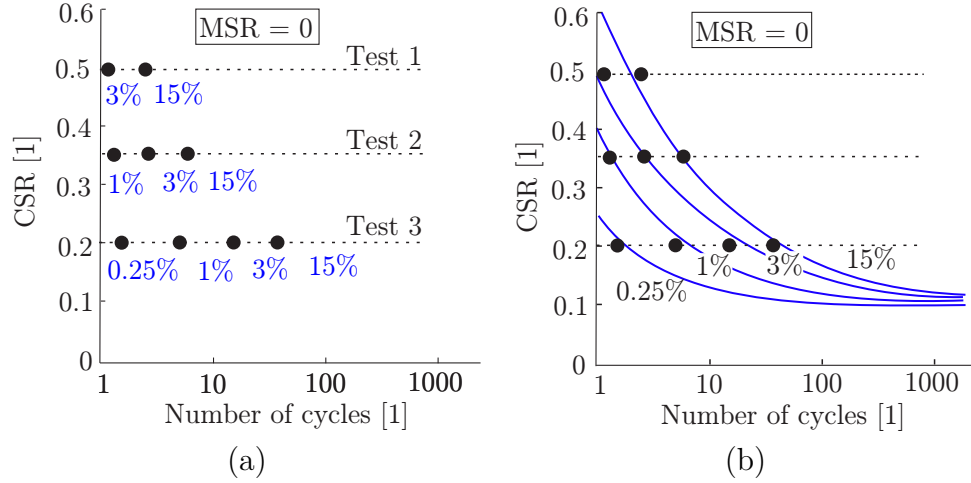 0.6
MSR = 0
0.5
Test 1
3% 15%
0.4
Test 2
0.3
1% 3% 15%
0.2
Test 3
0.25% 1% 3% 15%
0.1
0
CSR [1]
1 10 100 1000
Number of cycles [1]
(a)
0.6
MSR = 0
0.5
0.4
0.3
0.2
0.25% 1% 3% 15%
0.1
0
1 10 100 1000
Number of cycles [1]
(b)